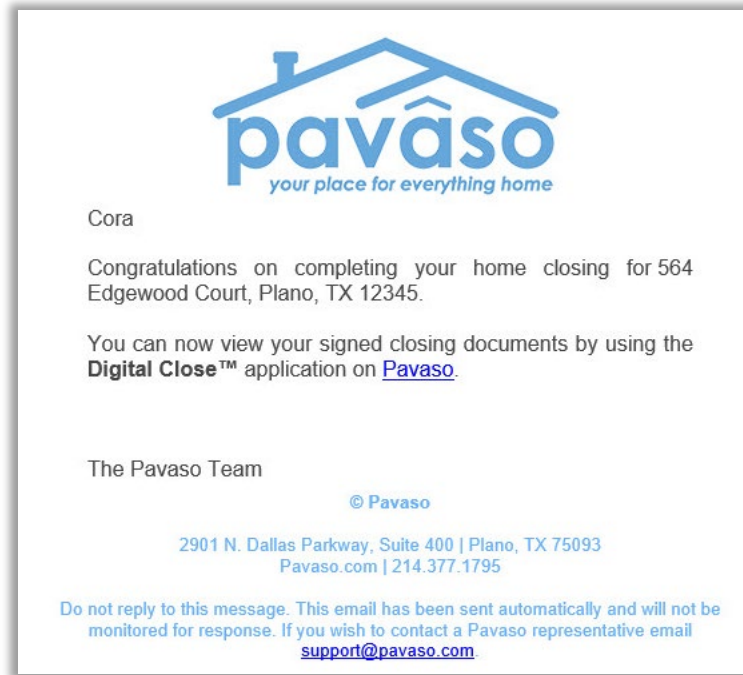 pavâso
your place for everything home
Cora
Congratulations on completing your home closing for 564
Edgewood Court, Plano, TX 12345.
You can now view your signed closing documents by using the
Digital Close™ application on Pavaso.
The Pavaso Team
© Pavaso
2901 N. Dallas Parkway, Suite 400 | Plano, TX 75093
Pavaso.com | 214.377.1795
Do not reply to this message. This email has been sent automatically and will not be
monitored for response. If you wish to contact a Pavaso representative email
support@pavaso.com.